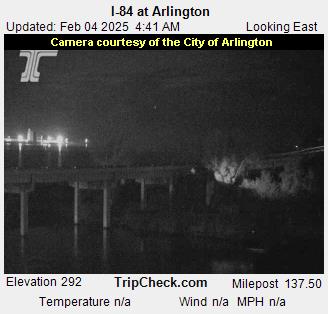 I-84 at Arlington
Updated: Feb 04 2025 4:41 AM Looking East
Camera courtesy of the City of Arlington
Elevation 292 TripCheck.com Milepost 137.50
Temperature n/a Wind n/a MPH n/a